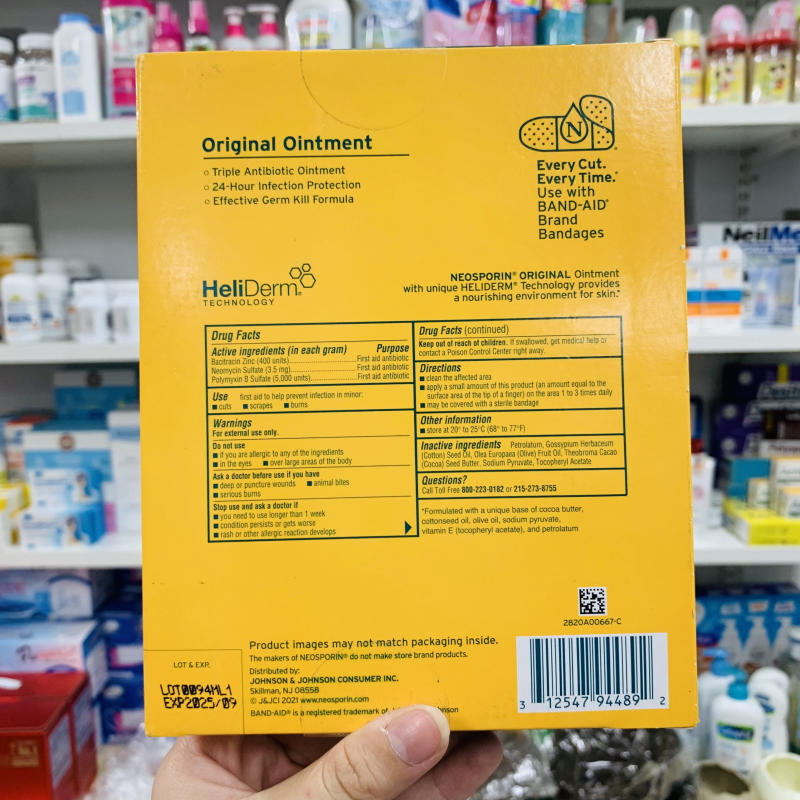 Original Ointment
Triple Antibiotic Ointment
24-Hour Infection Protection
Effective Germ Kill Formula
N
Every Cut.
Every Time.*
Use with
BAND-AID®
Brand
Bandages
HeliDerm®
TECHNOLOGY
NEOSPORIN® ORIGINAL Ointment
with unique HELIDERM® Technology provides
a nourishing environment for skin.*
Drug Facts
Active ingredients (in each gram) Purpose
Bacitracin Zinc (400 units)........First aid antibiotic
Neomycin Sulfate (3.5 mg)........First aid antibiotic
Polymyxin B Sulfate (5,000 units)........First aid antibiotic
Use first aid to help prevent infection in minor:
■ cuts ■ scrapes ■ burns
Warnings
For external use only.
Do not use
■ if you are allergic to any of the ingredients
■ in the eyes ■ over large areas of the body
Ask a doctor before use if you have
■ deep or puncture wounds ■ animal bites
■ serious burns
Stop use and ask a doctor if
■ you need to use longer than 1 week
■ condition persists or gets worse
■ rash or other allergic reaction develops
Drug Facts (continued)
Keep out of reach of children. If swallowed, get medical help or
contact a Poison Control Center right away.
Directions
■ clean the affected area
■ apply a small amount of this product (an amount equal to the
surface area of the tip of a finger) on the area 1 to 3 times daily
■ may be covered with a sterile bandage
Other information
■ store at 20° to 25°C (68° to 77°F)
Inactive ingredients Petrolatum, Gossypium Herbaceum
(Cotton) Seed Oil, Olea Europaea (Olive) Fruit Oil, Theobroma Cacao
(Cocoa) Seed Butter, Sodium Pyruvate, Tocopheryl Acetate
Questions?
Call Toll Free 800-223-0182 or 215-273-8755
*Formulated with a unique base of cocoa butter,
cottonseed oil, olive oil, sodium pyruvate,
vitamin E (tocopheryl acetate), and petrolatum
2820A00667-C
Product images may not match packaging inside.
The makers of NEOSPORIN® do not make store brand products.
Distributed by:
JOHNSON & JOHNSON CONSUMER INC.
Skillman, NJ 08558
© J&JCI 2021 www.neosporin.com
BAND-AID® is a registered trademark of
LOT & EXP.
LOT0094ML1
EXP2025/09
3 12547 94489 2
NeilMe